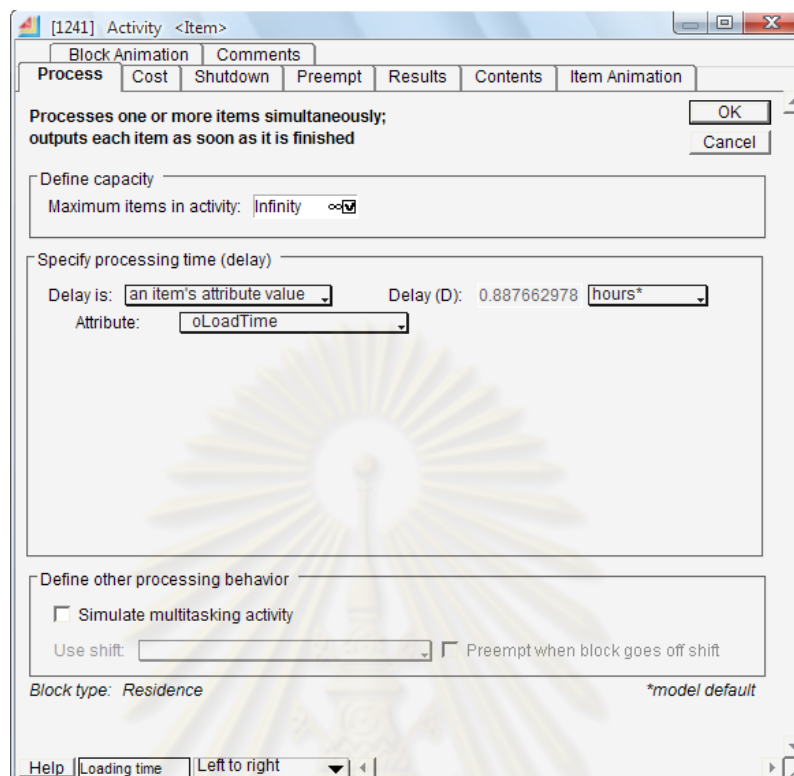 [1241] Activity <Item>
Block Animation Comments
Process Cost Shutdown Preempt Results Contents Item Animation
Processes one or more items simultaneously;
outputs each item as soon as it is finished
OK
Cancel
Define capacity
Maximum items in activity: Infinity ∞
Specify processing time (delay)
Delay is: an item's attribute value Delay (D): 0.887662978 hours*
Attribute: oLoadTime
Define other processing behavior
Simulate multitasking activity
Use shift: Preempt when block goes off shift
Block type: Residence *model default
Help Loading time Left to right